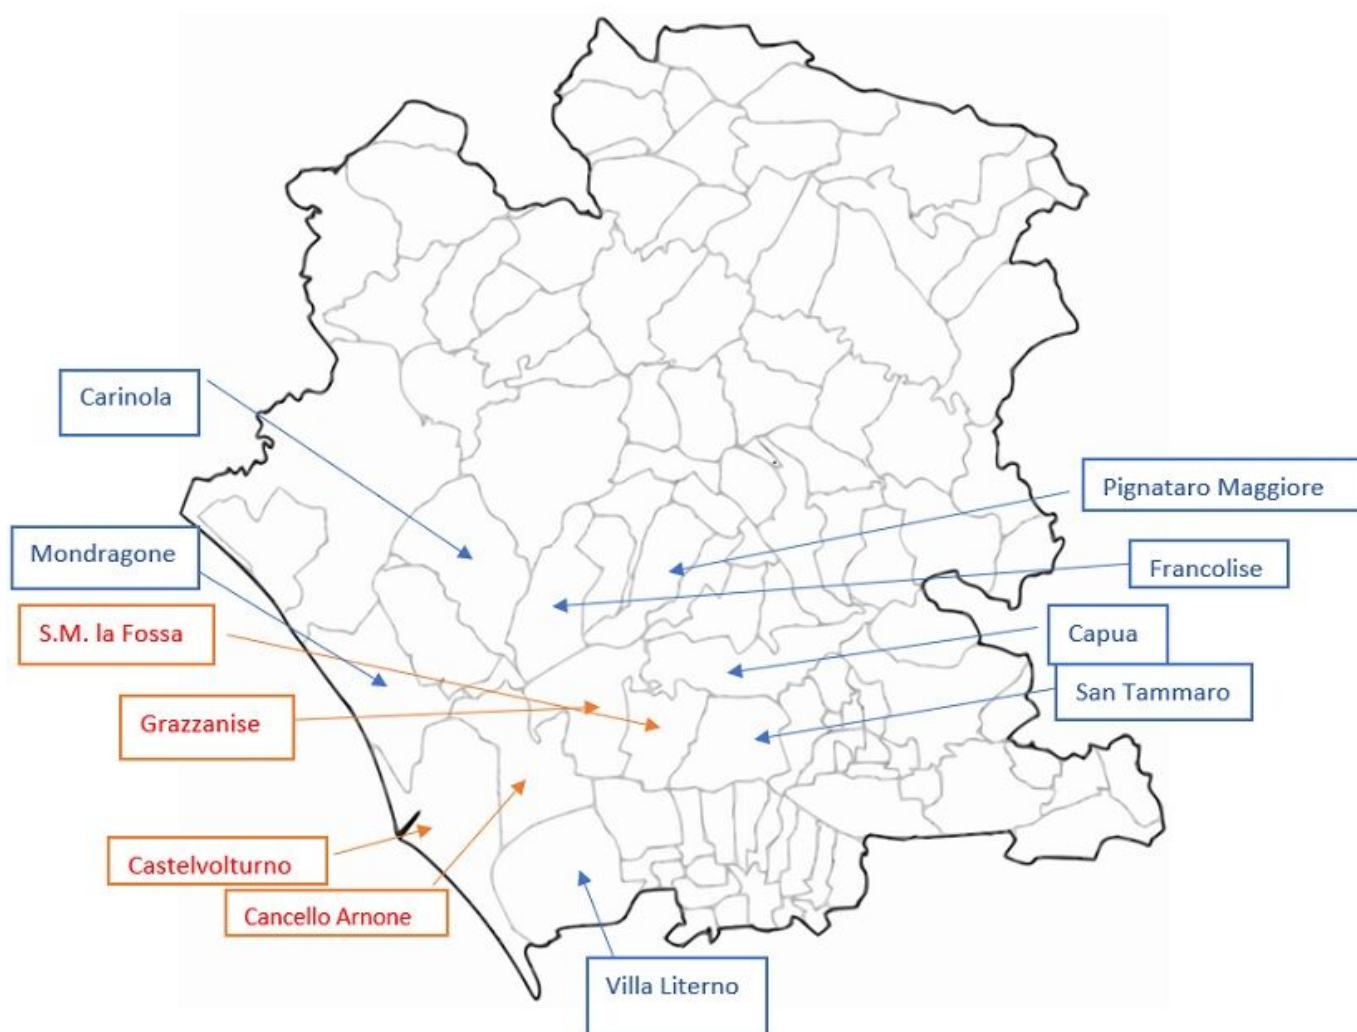 Carinola
Pignataro Maggiore
Mondragone
Francolise
S.M. la Fossa
Capua
San Tammaro
Grazzanise
Castelvolturno
Cancello Arnone
Villa Literno